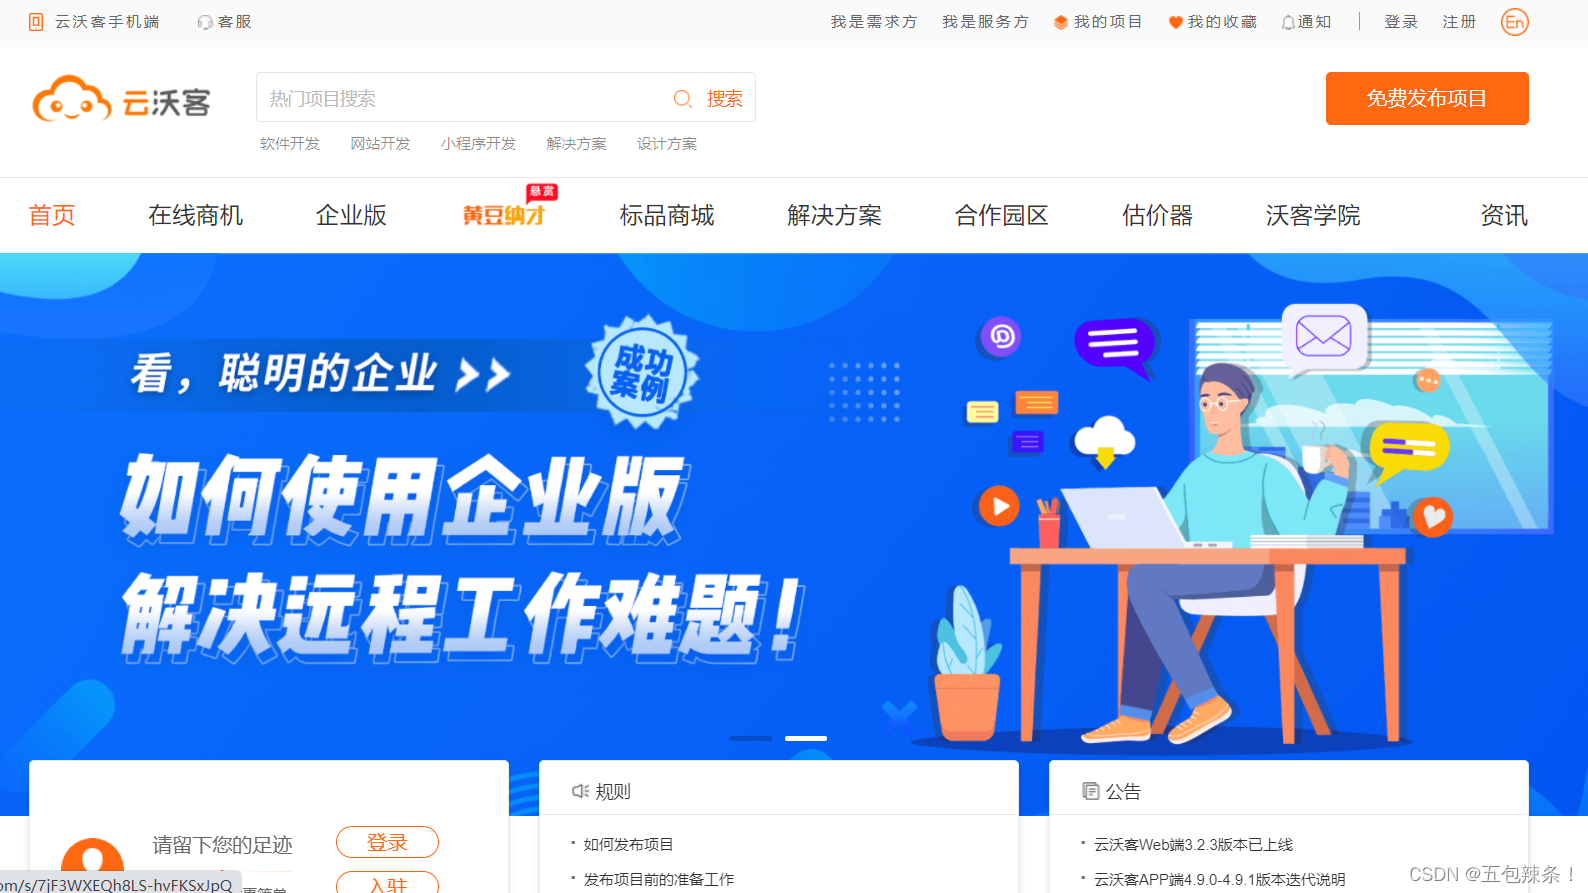 云沃客手机端 客服 我是需求方 我是服务方 我的项目 我的收藏 通知 登录 注册 En
云沃客 热门项目搜索 搜索 免费发布项目
软件开发 网站开发 小程序开发 解决方案 设计方案
悬赏
首页 在线商机 企业版 黄豆纳才 标品商城 解决方案 合作园区 估价器 沃客学院 资讯
看，聪明的企业
成功
案例
如何使用企业版
解决远程工作难题！
规则
公告
请留下您的足迹 登录
如何发布项目
云沃客Web端3.2.3版本已上线
入驻
发布项目前的准备工作
云沃客APP端4.9.0-4.9.1版本迭代说明
om/s/7jF3WXEQh8LS-hvFKSxJpQ
CSDN @五包辣条！